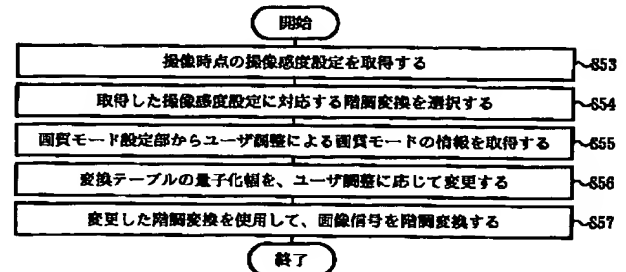 開始
撮像時点の撮像感度設定を取得する
S53
取得した撮像感度設定に対応する階調変換を選択する
S54
画質モード設定部からユーザ調整による画質モードの情報を取得する
S55
変換テーブルの量子化幅を、ユーザ調整に応じて変更する
S56
変更した階調変換を使用して、画像信号を階調変換する
S57
終了